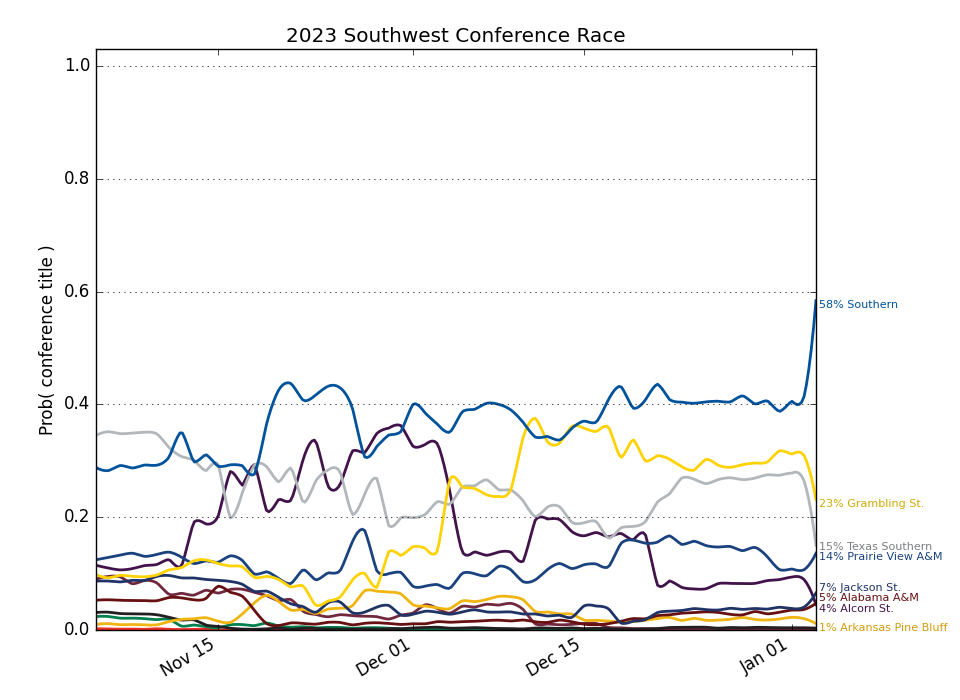 2023 Southwest Conference Race
Prob( conference title )
1.0
0.8
0.6
0.4
0.2
0.0
Nov 15
Dec 01
Dec 15
Jan 01
58% Southern
23% Grambling St.
15% Texas Southern
14% Prairie View A&M
7% Jackson St.
5% Alabama A&M
4% Alcorn St.
1% Arkansas Pine Bluff